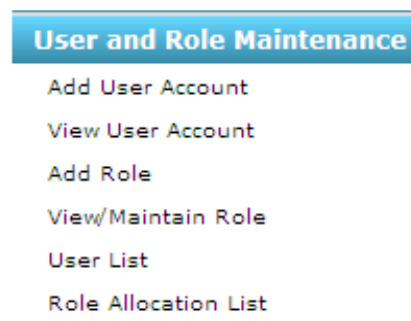 User and Role Maintenance
Add User Account
View User Account
Add Role
View/Maintain Role
User List
Role Allocation List